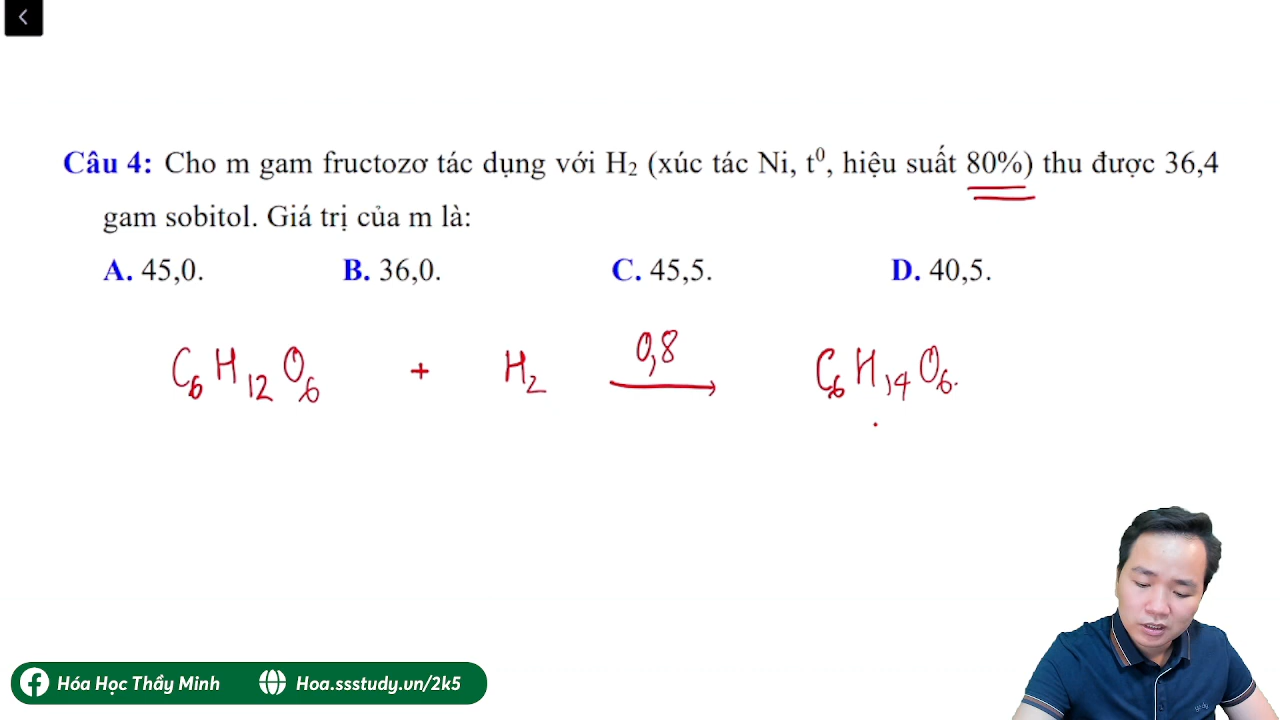 Câu 4: Cho m gam fructozơ tác dụng với H₂ (xúc tác Ni, t⁰, hiệu suất 80%) thu được 36,4
gam sobitol. Giá trị của m là:
A. 45,0. B. 36,0. C. 45,5. D. 40,5.
0,8
C₆H₁₂O₆ + H₂ → C₆H₁₄O₆.
Hóa Học Thầy Minh Hoa.ssstudy.vn/2k5